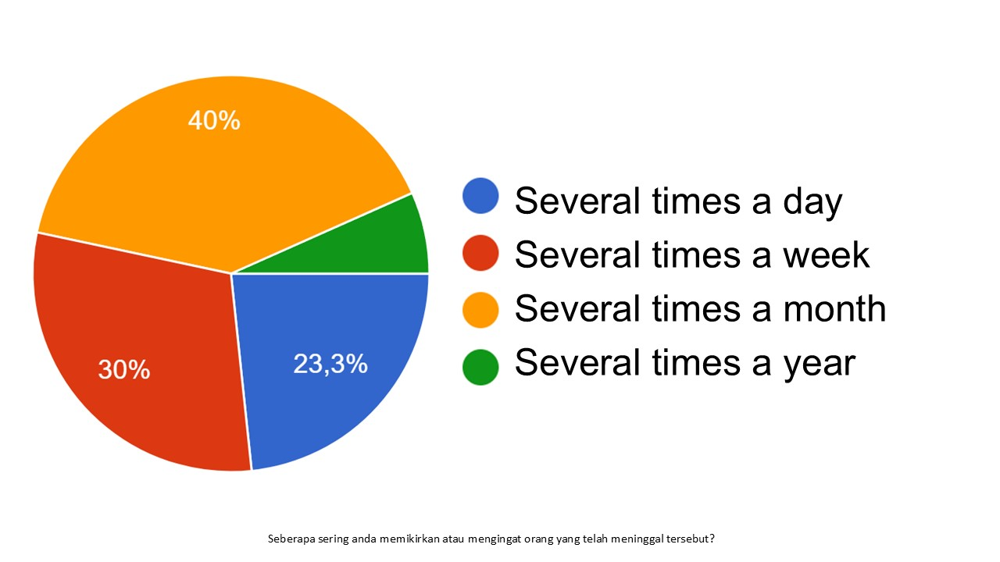 40%
30%
23,3%
Several times a day
Several times a week
Several times a month
Several times a year
Seberapa sering anda memikirkan atau mengingat orang yang telah meninggal tersebut?